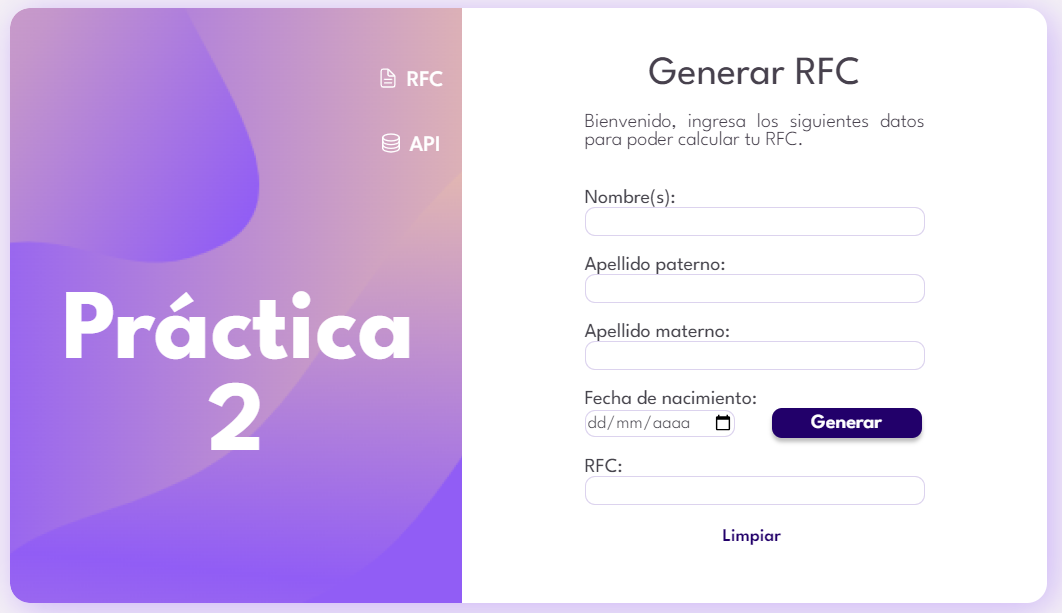 RFC
API
Práctica
2
Generar RFC
Bienvenido, ingresa los siguientes datos
para poder calcular tu RFC.
Nombre(s):
Apellido paterno:
Apellido materno:
Fecha de nacimiento:
dd/mm/aaaa
Generar
RFC:
Limpiar